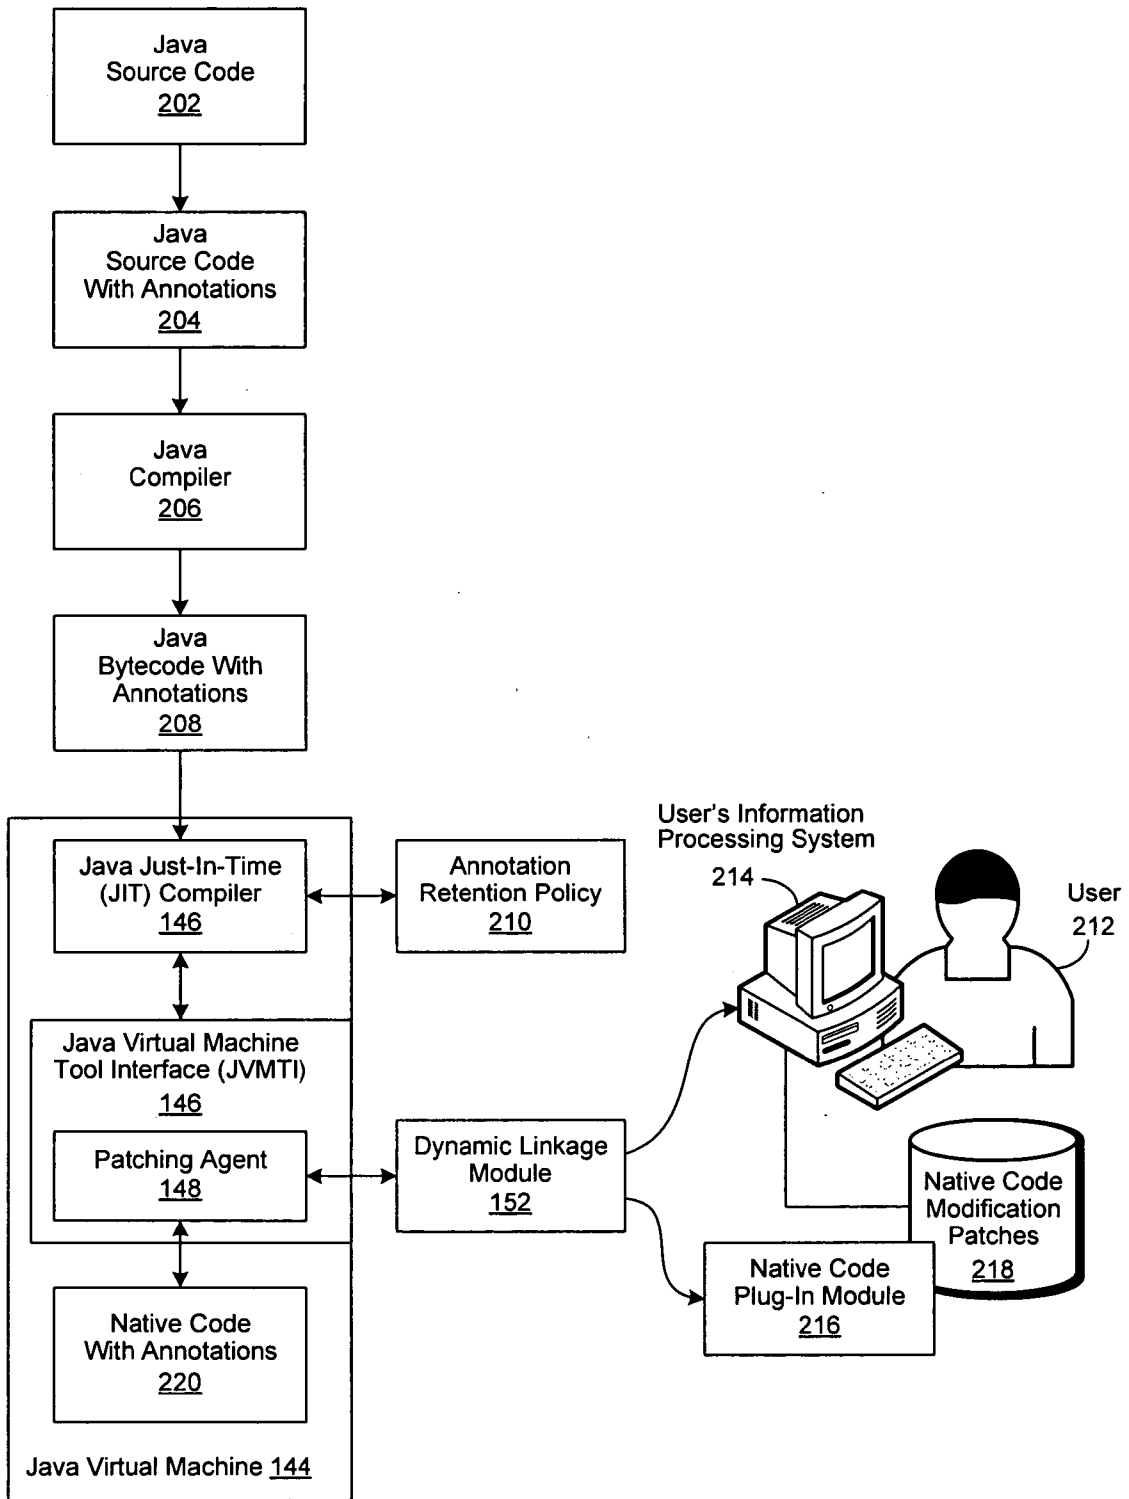 Java
Source Code
202
Java
Source Code
With Annotations
204
Java
Compiler
206
Java
Bytecode With
Annotations
208
Java Just-In-Time
(JIT) Compiler
146
Annotation
Retention Policy
210
User's Information
Processing System
214
User
212
Java Virtual Machine
Tool Interface (JVMTI)
146
Patching Agent
148
Dynamic Linkage
Module
152
Native Code
Modification
Patches
218
Native Code
Plug-In Module
216
Native Code
With Annotations
220
Java Virtual Machine 144